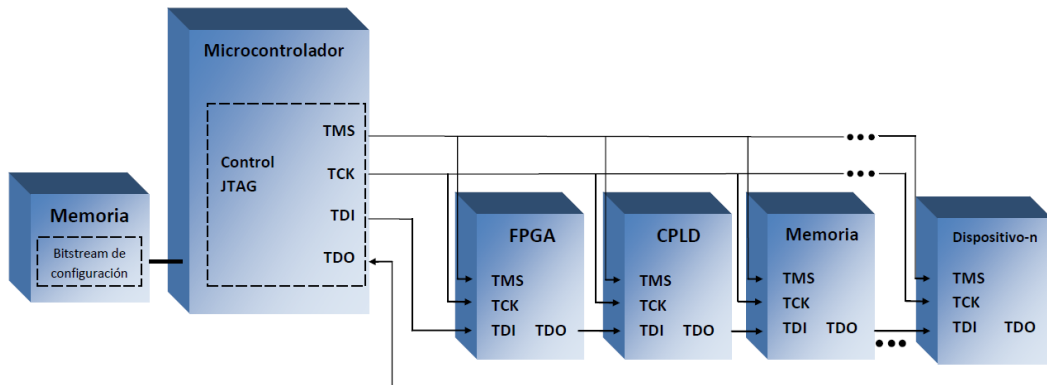 Microcontrolador
TMS
Control
JTAG
TCK
TDI
TDO
Memoria
Bitstream de
configuración
FPGA
TMS
TCK
TDI TDO
CPLD
TMS
TCK
TDI TDO
Memoria
TMS
TCK
TDI TDO
Dispositivo-n
TMS
TCK
TDI TDO